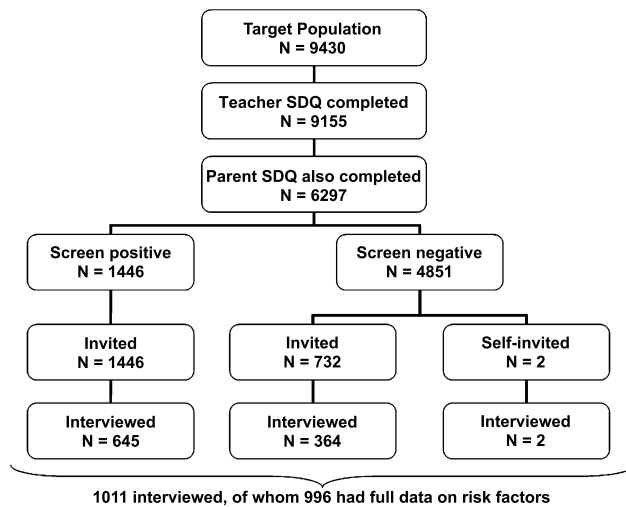 Target Population
N = 9430
Teacher SDQ completed
N = 9155
Parent SDQ also completed
N = 6297
Screen positive
N = 1446
Screen negative
N = 4851
Invited
N = 1446
Invited
N = 732
Self-invited
N = 2
Interviewed
N = 645
Interviewed
N = 364
Interviewed
N = 2
1011 interviewed, of whom 996 had full data on risk factors